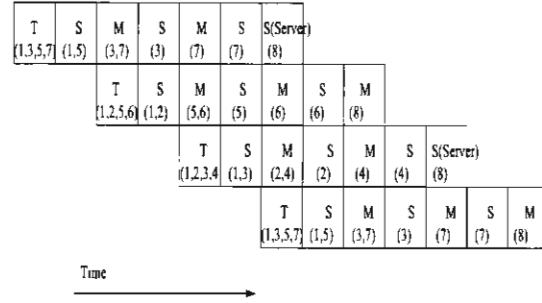 T S M S M S S(Server)
(1,3,5,7) (1,5) (3,7) (3) (7) (7) (8)
T S M S M S M
(1,2,5,6) (1,2) (5,6) (5) (6) (6) (8)
T S M S M S S(Server)
(1,2,3,4 (1,3) (2,4) (2) (4) (4) (8)
T S M S M S M
(1,3,5,7) (1,5) (3,7) (3) (7) (7) (8)
Time